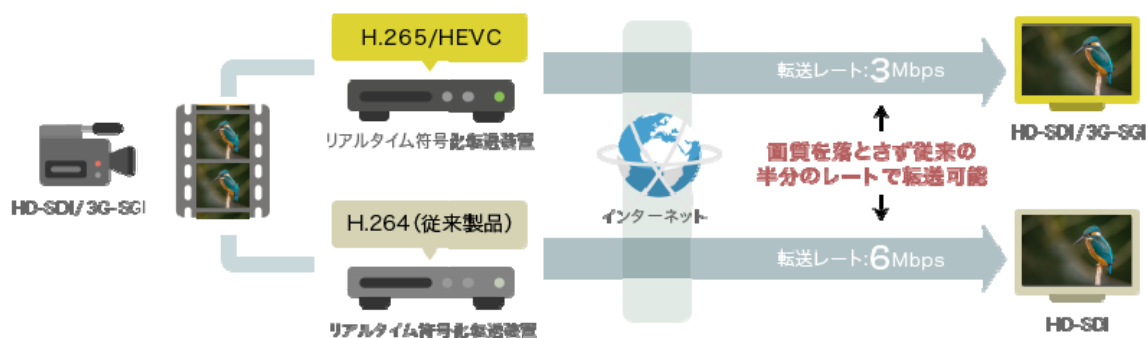 H.265/HEVC
リアルタイム符号化転送装置
転送レート:3Mbps
HD-SDI/3G-SGI
HD-SDI/3G-SGI
画質を落とさず従来の
半分のレートで転送可能
インターネット
H.264(従来製品)
リアルタイム符号化転送装置
転送レート:6Mbps
HD-SDI